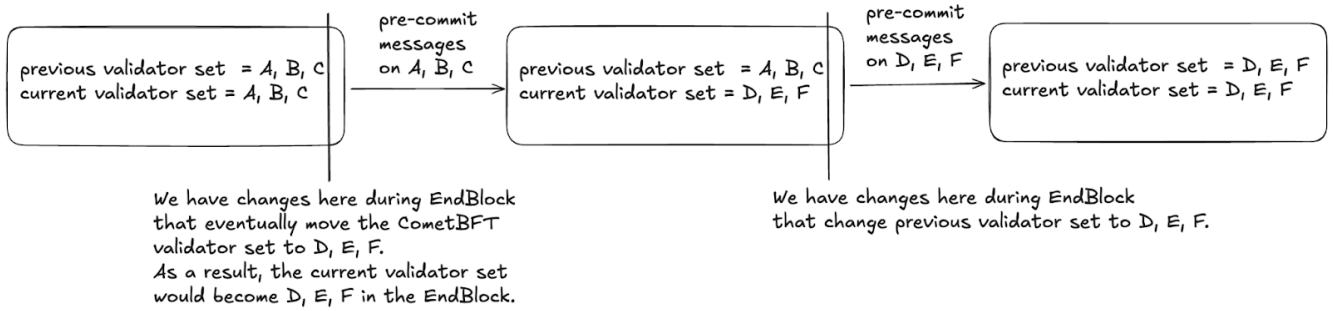 previous validator set = A, B, C
current validator set = A, B, C
pre-commit
messages
on A, B, C
previous validator set = A, B, C
current validator set = D, E, F
pre-commit
messages
on D, E, F
previous validator set = D, E, F
current validator set = D, E, F
We have changes here during EndBlock
that eventually move the CometBFT
validator set to D, E, F.
As a result, the current validator set
would become D, E, F in the EndBlock.
We have changes here during EndBlock
that change previous validator set to D, E, F.